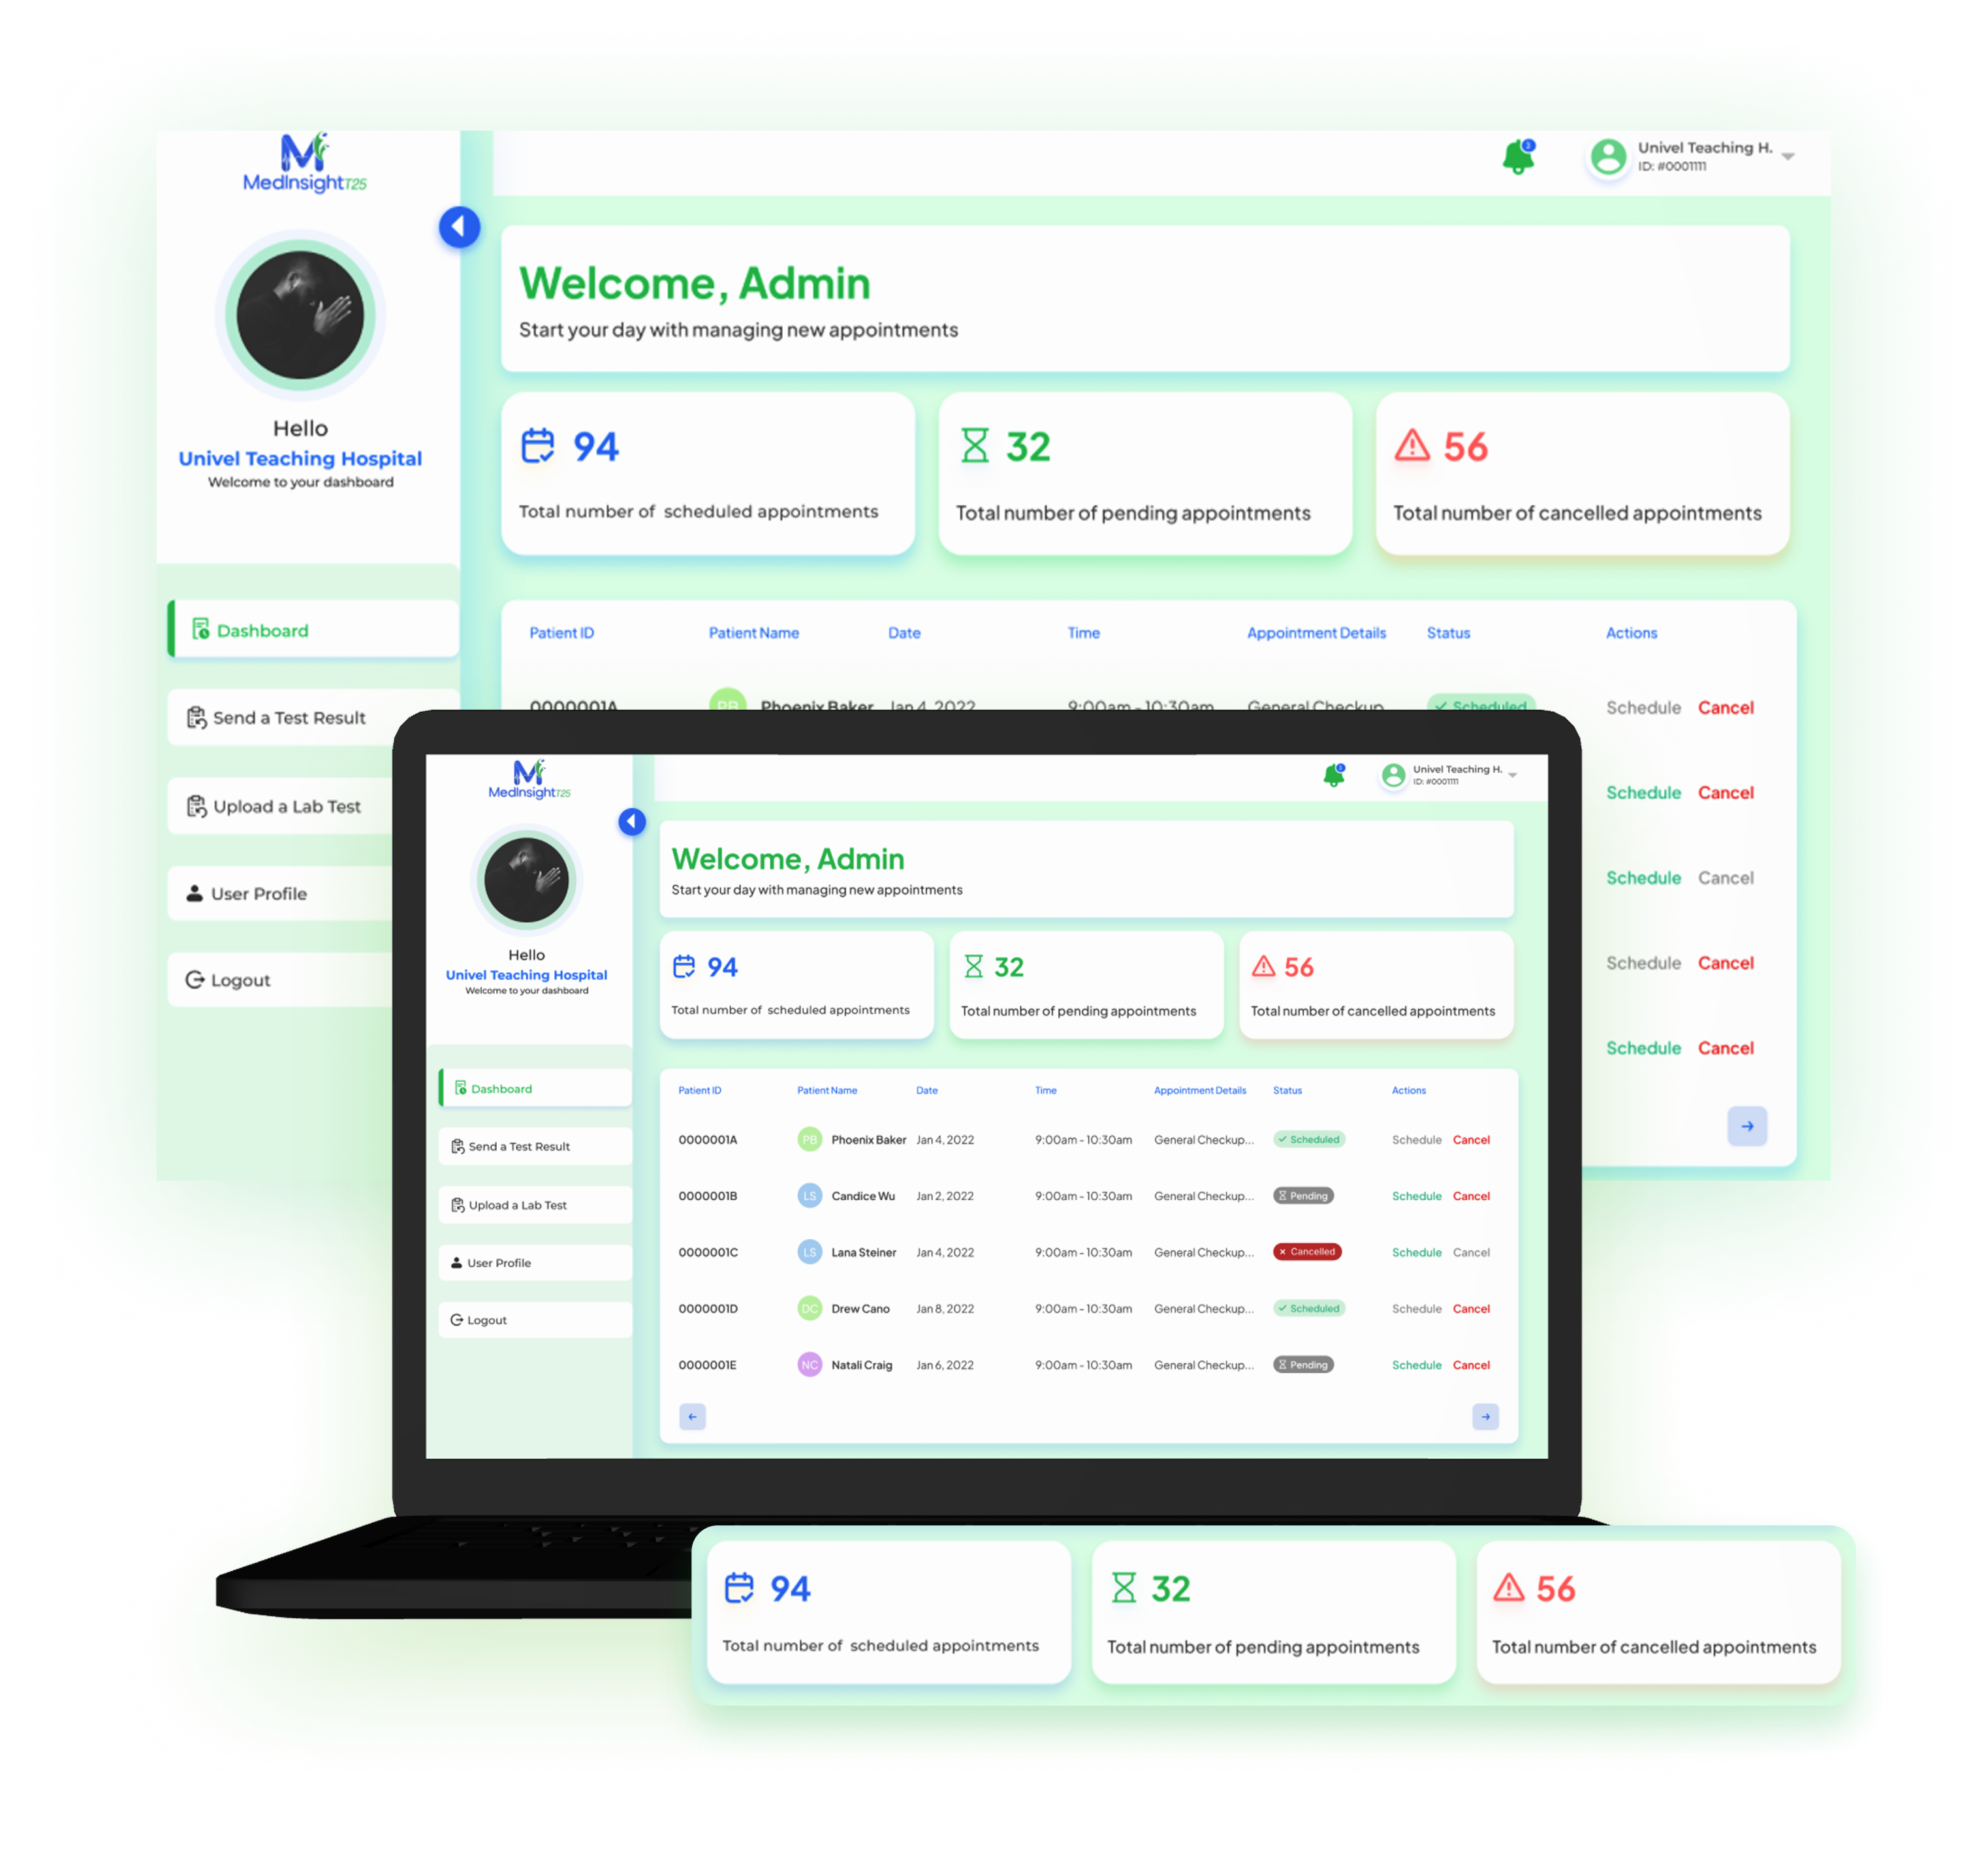 MedInsightT25
2
Univel Teaching H.
ID: #0001111
Welcome, Admin
Start your day with managing new appointments
Hello
Univel Teaching Hospital
Welcome to your dashboard
94
Total number of scheduled appointments
32
Total number of pending appointments
56
Total number of cancelled appointments
Dashboard
Send a Test Result
Upload a Lab Test
User Profile
Logout
Patient ID Patient Name Date Time Appointment Details Status Actions
0000001A PB Phoenix Baker Jan 4, 2022 9:00am - 10:30am General Checkup Scheduled Schedule Cancel
Schedule Cancel
Schedule Cancel
Schedule Cancel
Schedule Cancel
MedInsightT25
2
Univel Teaching H.
ID: #0001111
Welcome, Admin
Start your day with managing new appointments
Hello
Univel Teaching Hospital
Welcome to your dashboard
94
Total number of scheduled appointments
32
Total number of pending appointments
56
Total number of cancelled appointments
Dashboard
Send a Test Result
Upload a Lab Test
User Profile
Logout
Patient ID Patient Name Date Time Appointment Details Status Actions
0000001A PB Phoenix Baker Jan 4, 2022 9:00am - 10:30am General Checkup... Scheduled Schedule Cancel
0000001B LS Candice Wu Jan 2, 2022 9:00am - 10:30am General Checkup... Pending Schedule Cancel
0000001C LS Lana Steiner Jan 4, 2022 9:00am - 10:30am General Checkup... Cancelled Schedule Cancel
0000001D DC Drew Cano Jan 8, 2022 9:00am - 10:30am General Checkup... Scheduled Schedule Cancel
0000001E NC Natali Craig Jan 6, 2022 9:00am - 10:30am General Checkup... Pending Schedule Cancel
94
Total number of scheduled appointments
32
Total number of pending appointments
56
Total number of cancelled appointments